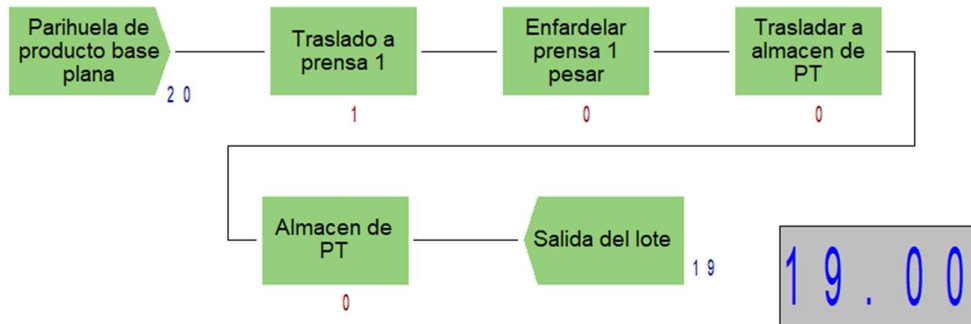 Parihuela de
producto base
plana
20
Traslado a
prensa 1
1
Enfardelar
prensa 1
pesar
0
Trasladar a
almacen de
PT
0
Almacen de
PT
0
Salida del lote
19
19.00